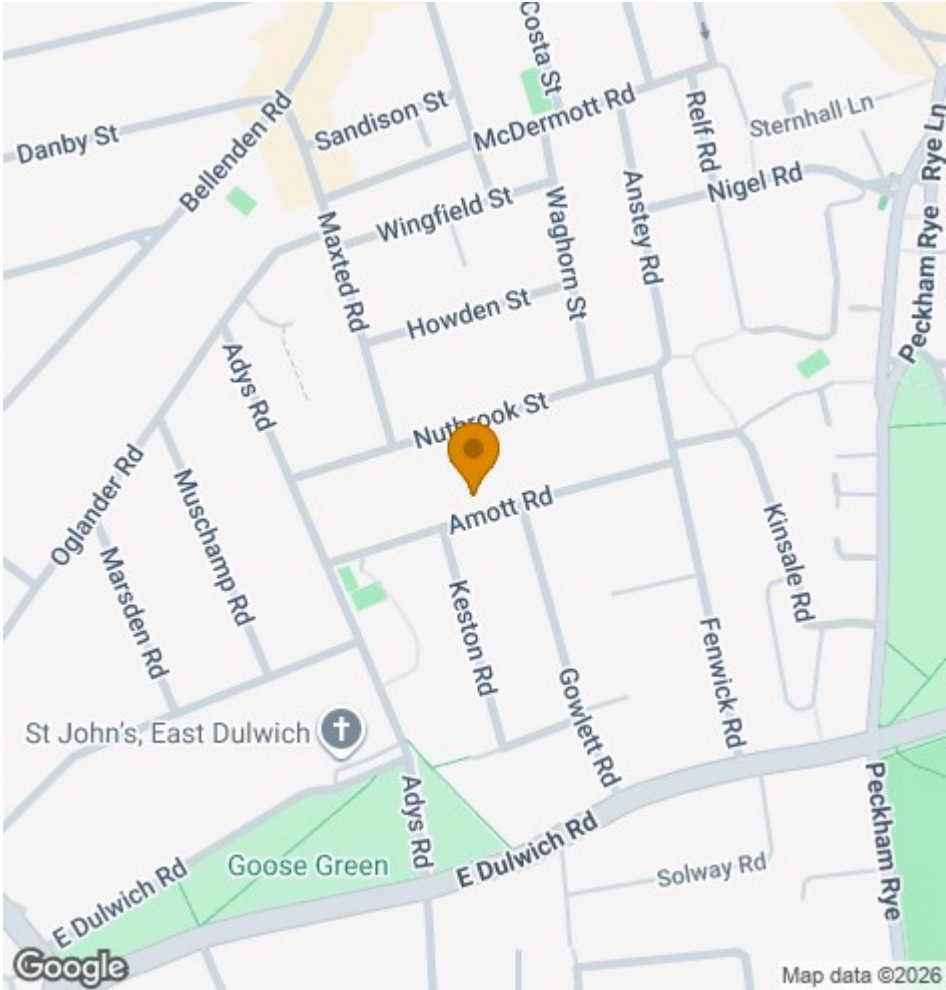 Costa St
Danby St
Bellenden Rd
Sandison St
McDermott Rd
Relf Rd
Sternhall Ln
Rye Ln
Peckham Rye
Nigel Rd
Anstey Rd
Waghorn St
Wingfield St
Maxted Rd
Howden St
Adys Rd
Nutbrook St
Oglander Rd
Muschamp Rd
Marsden Rd
Amott Rd
Kinsale Rd
Keston Rd
Gowlett Rd
Fenwick Rd
St John's, East Dulwich
Adys Rd
Goose Green
E Dulwich Rd
E Dulwich Rd
Solway Rd
Peckham Rye
Google
Map data ©2026